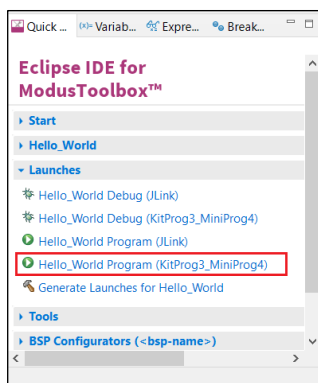 Quick ... (x)= Variab... Expre... Break...
Eclipse IDE for
ModusToolbox™
Start
Hello_World
Launches
Hello_World Debug (JLink)
Hello_World Debug (KitProg3_MiniProg4)
Hello_World Program (JLink)
Hello_World Program (KitProg3_MiniProg4)
Generate Launches for Hello_World
Tools
BSP Configurators (<bsp-name>)